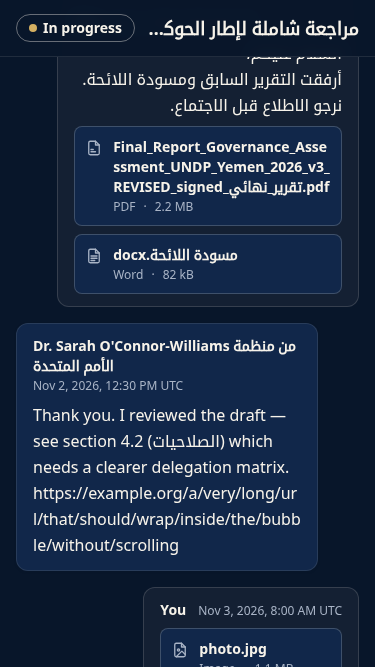 In progress
مراجعة شاملة لإطار الحوك...
أرفقت التقرير السابق ومسودة اللائحة.
نرجو الاطلاع قبل الاجتماع.
Final_Report_Governance_Asse
ssment_UNDP_Yemen_2026_v3_
REVISED_signed_تقرير_نهائي.pdf
PDF · 2.2 MB
مسودة اللائحة.docx
Word · 82 kB
Dr. Sarah O'Connor-Williams من منظمة
الأمم المتحدة
Nov 2, 2026, 12:30 PM UTC
Thank you. I reviewed the draft —
see section 4.2 (الصلاحيات) which
needs a clearer delegation matrix.
https://example.org/a/very/long/ur
l/that/should/wrap/inside/the/bubb
le/without/scrolling
You Nov 3, 2026, 8:00 AM UTC
photo.jpg